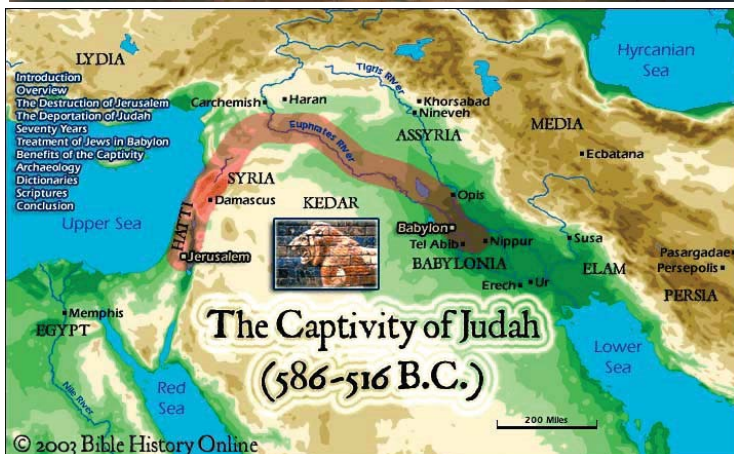 LYDIA
Hyrcanian
Sea
Introduction
Overview
The Destruction of Jerusalem
The Deportation of Judah
Seventy Years
Treatment of Jews in Babylon
Benefits of the Captivity
Archaeology
Dictionaries
Scriptures
Conclusion
Tigris River
Carchemish
Haran
Khorsabad
Nineveh
ASSYRIA
MEDIA
Ecbatana
Euphrates River
SYRIA
Damascus
KEDAR
Opis
Upper Sea
HATTI
Babylon
Jerusalem
Tel Abib
Nippur
BABYLONIA
Susa
ELAM
Pasargadae
Persepolis
PERSIA
Erech
Ur
Memphis
EGYPT
Nile River
Red
Sea
Lower
Sea
The Captivity of Judah
(586-516 B.C.)
200 Miles
© 2003 Bible History Online